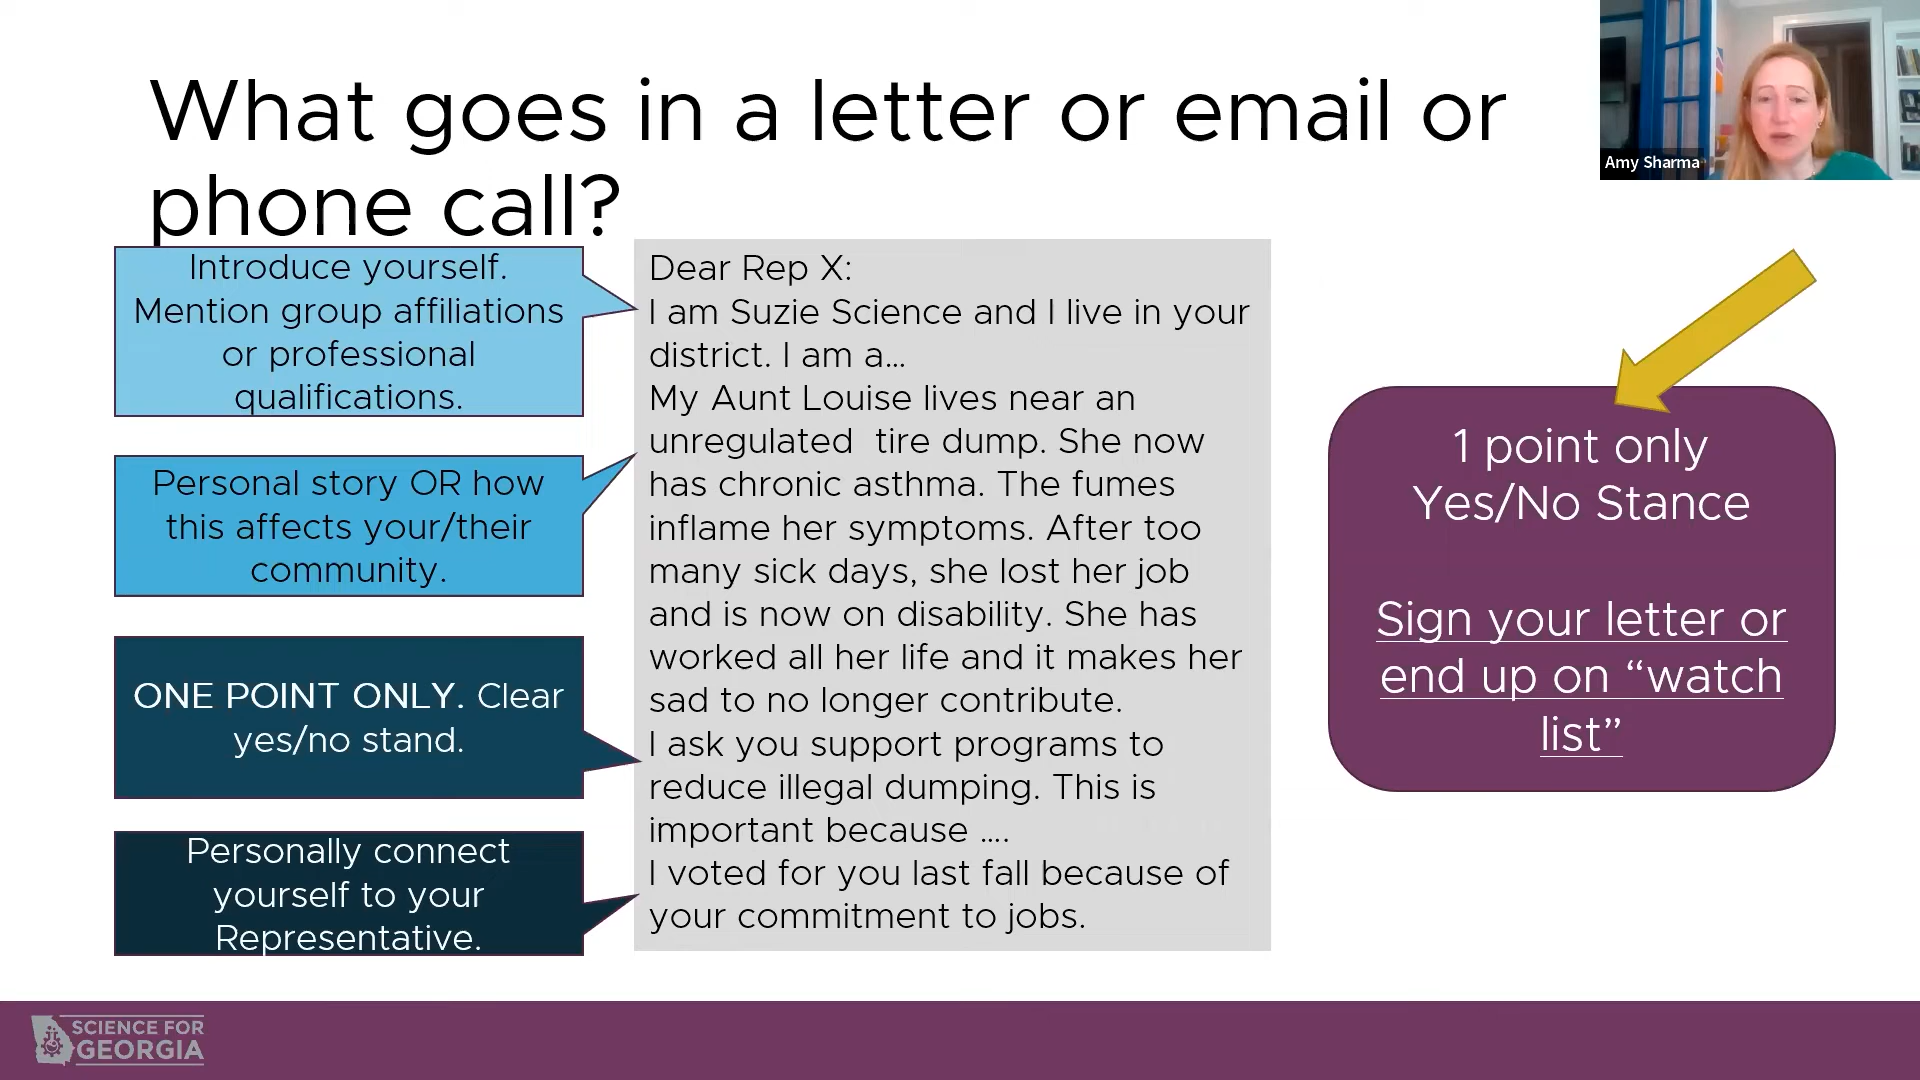 What goes in a letter or email or
phone call?
Amy Sharma
Introduce yourself.
Mention group affiliations
or professional
qualifications.
Personal story OR how
this affects your/their
community.
ONE POINT ONLY. Clear
yes/no stand.
Personally connect
yourself to your
Representative.
Dear Rep X:
I am Suzie Science and I live in your
district. I am a...
My Aunt Louise lives near an
unregulated  tire dump. She now
has chronic asthma. The fumes
inflame her symptoms. After too
many sick days, she lost her job
and is now on disability. She has
worked all her life and it makes her
sad to no longer contribute.
I ask you support programs to
reduce illegal dumping. This is
important because ....
I voted for you last fall because of
your commitment to jobs.
1 point only
Yes/No Stance
Sign your letter or
end up on “watch
list”
SCIENCE FOR
GEORGIA